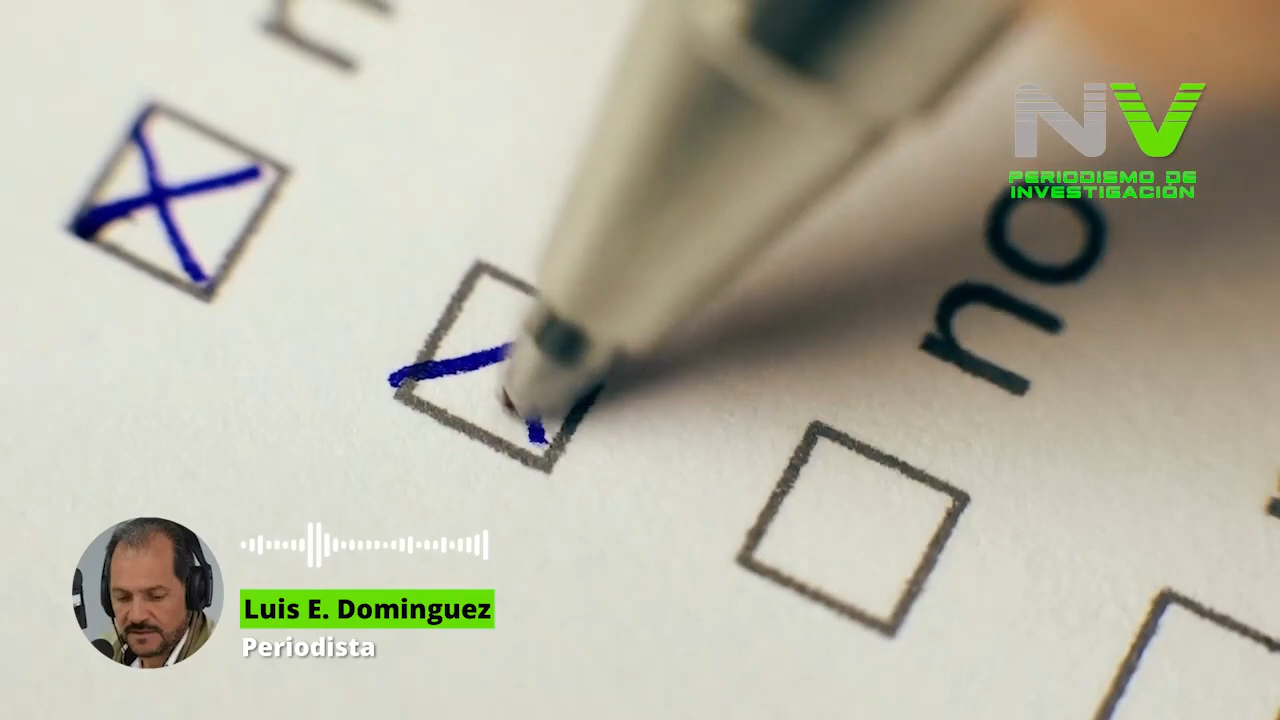 NV
PERIODISMO DE
INVESTIGACIÓN
no
Luis E. Dominguez
Periodista